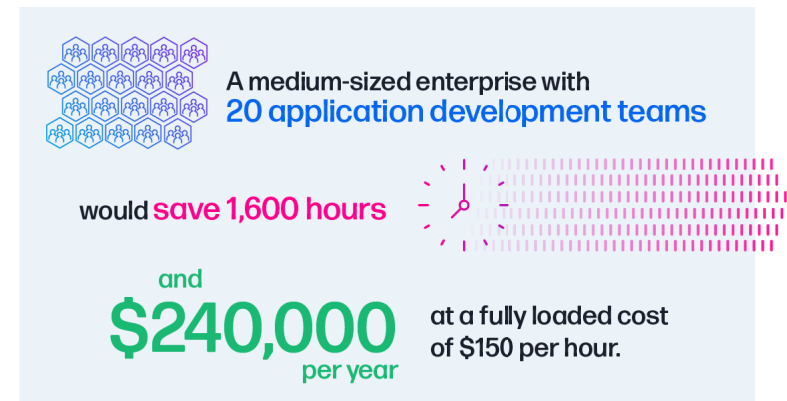 A medium-sized enterprise with
20 application development teams
would save 1,600 hours
and
$240,000
per year
at a fully loaded cost
of $150 per hour.